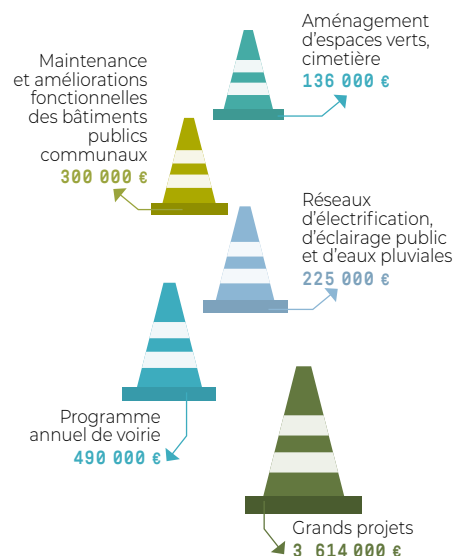 Aménagement
d’espaces verts,
cimetière
136 000 €
Maintenance
et améliorations
fonctionnelles
des bâtiments
publics
communaux
300 000 €
Réseaux
d’électrification,
d’éclairage public
et d’eaux pluviales
225 000 €
Programme
annuel de voirie
490 000 €
Grands projets
3 614 000 €